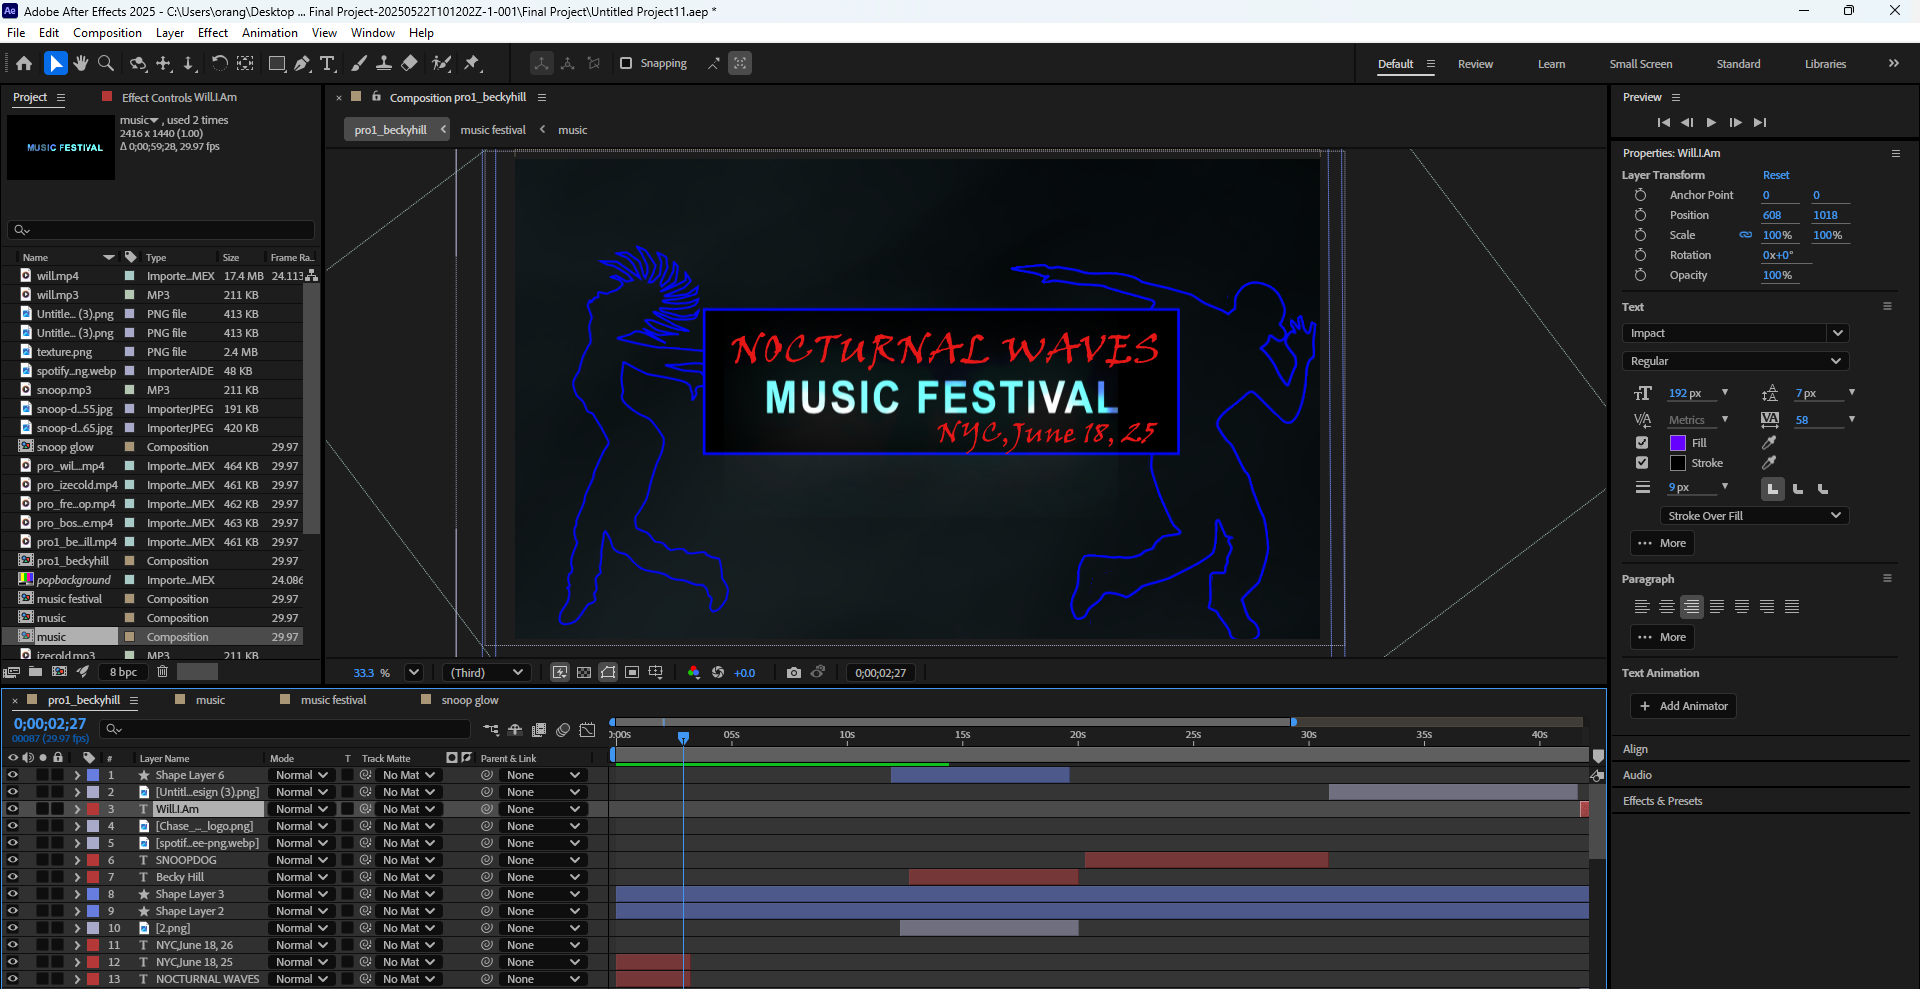 Adobe After Effects 2025 - C:\Users\orang\Desktop ... Final Project-20250522T101202Z-1-001\Final Project\Untitled Project11.aep *
File Edit Composition Layer Effect Animation View Window Help
Snapping
Default Review Learn Small Screen Standard Libraries
Project
Effect Controls Will.I.Am
music , used 2 times
2416 x 1440 (1.00)
Δ 0;00;59;28, 29.97 fps
MUSIC FESTIVAL
Name Type Size Frame Ra...
will.mp4 Importe...MEX 17.4 MB 24.113
will.mp3 MP3 211 KB
Untitle... (3).png PNG file 413 KB
Untitle... (3).png PNG file 413 KB
texture.png PNG file 2.4 MB
spotify...ng.webp ImporterAIDE 48 KB
snoop.mp3 MP3 211 KB
snoop-d...55.jpg ImporterJPEG 191 KB
snoop-d...65.jpg ImporterJPEG 420 KB
snoop glow Composition 29.97
pro_wil....mp4 Importe...MEX 464 KB 29.97
pro_izecold.mp4 Importe...MEX 461 KB 29.97
pro_fre...op.mp4 Importe...MEX 462 KB 29.97
pro_bos...e.mp4 Importe...MEX 463 KB 29.97
pro1_be...ill.mp4 Importe...MEX 461 KB 29.97
pro1_beckyhill Composition 29.97
popbackground Importe...MEX 24.086
music festival Composition 29.97
music Composition 29.97
music Composition 29.97
izecold.mp3 MP3 211 KB
8 bpc
Composition pro1_beckyhill
pro1_beckyhill music festival music
NOCTURNAL WAVES
MUSIC FESTIVAL
NYC,June 18, 25
33.3 % (Third) +0.0 0;00;02;27
Preview
Properties: Will.I.Am
Layer Transform Reset
Anchor Point 0 0
Position 608 1018
Scale 100% 100%
Rotation 0x+0°
Opacity 100%
Text
Impact
Regular
192 px 7 px
Metrics 58
Fill
Stroke
9 px
Stroke Over Fill
More
Paragraph
More
Text Animation
Add Animator
Align
Audio
Effects & Presets
pro1_beckyhill music music festival snoop glow
0;00;02;27
00087 (29.97 fps)
0:00s 05s 10s 15s 20s 25s 30s 35s 40s
# Layer Name Mode T Track Matte Parent & Link
1 Shape Layer 6 Normal No Mat None
2 [Untitl...esign (3).png] Normal No Mat None
3 Will.I.Am Normal No Mat None
4 [Chase_..._logo.png] Normal No Mat None
5 [spotif...ee-png.webp] Normal No Mat None
6 SNOOPDOG Normal No Mat None
7 Becky Hill Normal No Mat None
8 Shape Layer 3 Normal No Mat None
9 Shape Layer 2 Normal No Mat None
10 [2.png] Normal No Mat None
11 NYC,June 18, 26 Normal No Mat None
12 NYC,June 18, 25 Normal No Mat None
13 NOCTURNAL WAVES Normal No Mat None